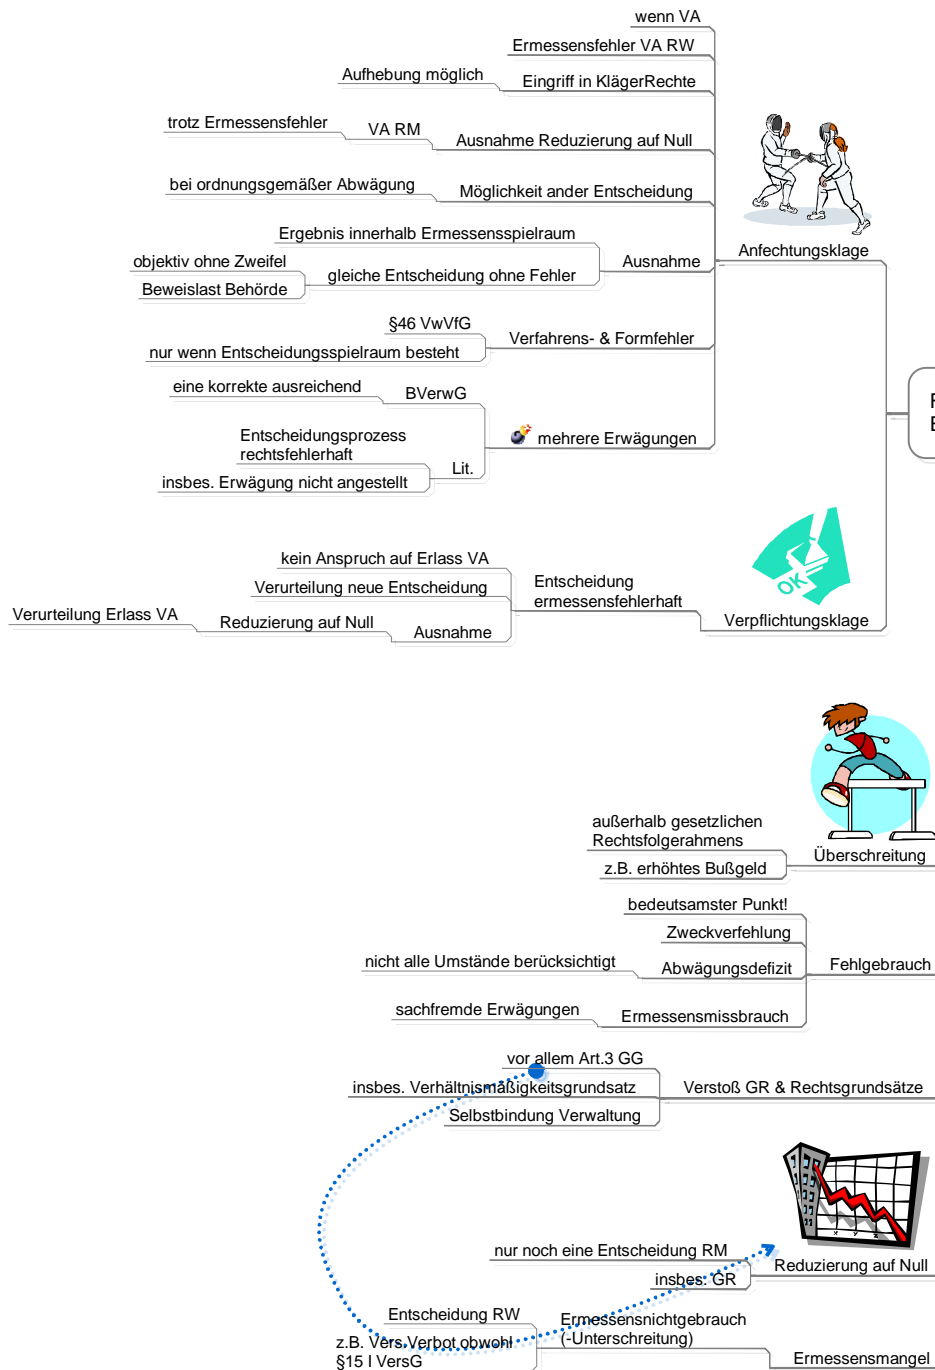 wenn VA
Ermessensfehler VA RW
Aufhebung möglich
Eingriff in KlägerRechte
trotz Ermessensfehler
VA RM
Ausnahme Reduzierung auf Null
bei ordnungsgemäßer Abwägung
Möglichkeit ander Entscheidung
Ergebnis innerhalb Ermessensspielraum
objektiv ohne Zweifel
Beweislast Behörde
gleiche Entscheidung ohne Fehler
Ausnahme
Anfechtungsklage
§46 VwVfG
nur wenn Entscheidungsspielraum besteht
Verfahrens- & Formfehler
eine korrekte ausreichend
BVerwG
Entscheidungsprozess
rechtsfehlerhaft
insbes. Erwägung nicht angestellt
Lit.
mehrere Erwägungen
kein Anspruch auf Erlass VA
Verurteilung neue Entscheidung
Verurteilung Erlass VA
Reduzierung auf Null
Ausnahme
Entscheidung
ermessensfehlerhaft
OK
Verpflichtungsklage
außerhalb gesetzlichen
Rechtsfolgerahmens
z.B. erhöhtes Bußgeld
Überschreitung
bedeutsamster Punkt!
Zweckverfehlung
nicht alle Umstände berücksichtigt
Abwägungsdefizit
sachfremde Erwägungen
Ermessensmissbrauch
Fehlgebrauch
vor allem Art.3 GG
insbes. Verhältnismäßigkeitsgrundsatz
Selbstbindung Verwaltung
Verstoß GR & Rechtsgrundsätze
X Y Z
nur noch eine Entscheidung RM
insbes. GR
Reduzierung auf Null
Entscheidung RW
z.B. Vers.Verbot obwohl
§15 I VersG
Ermessensnichtgebrauch
(-Unterschreitung)
Ermessensmangel